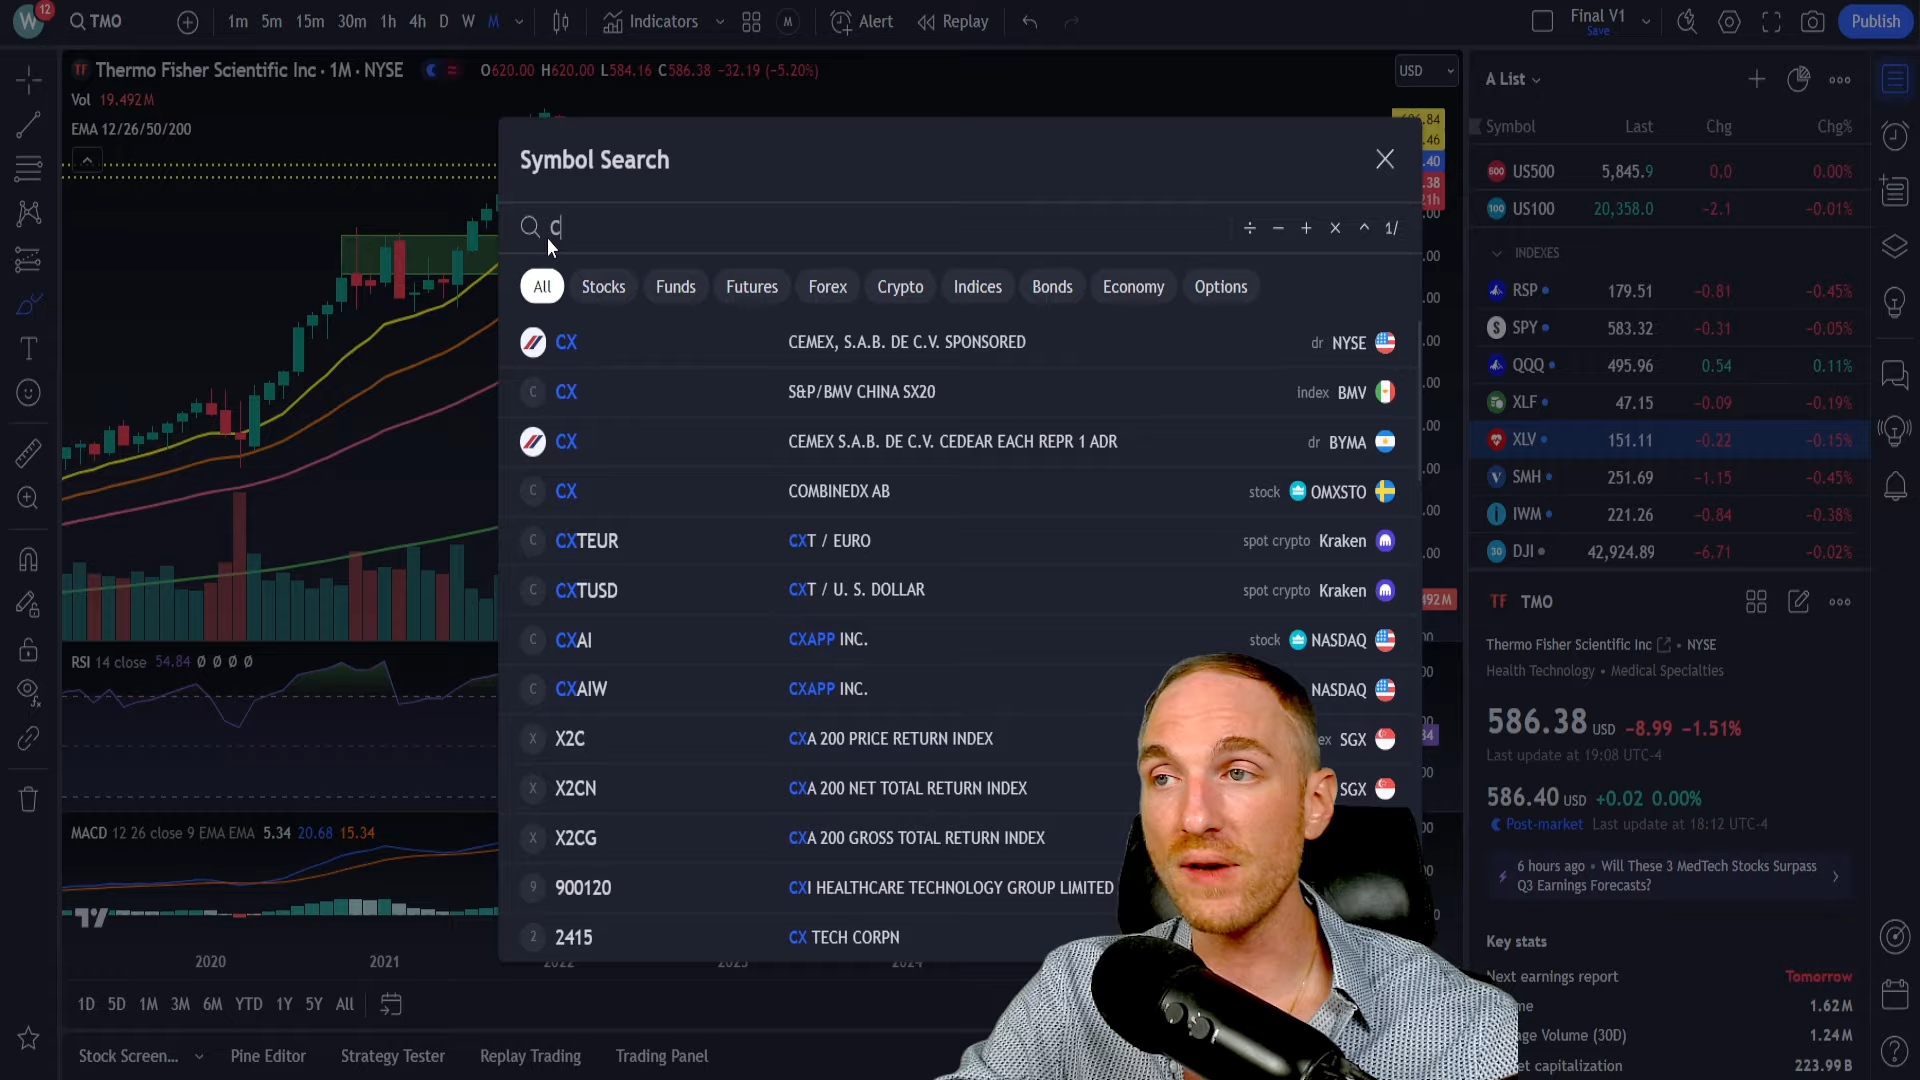 W 12 TMO 1m 5m 15m 30m 1h 4h D W M Indicators M Alert Replay Final V1 Save Publish
TF Thermo Fisher Scientific Inc · 1M · NYSE O620.00 H620.00 L584.16 C586.38 −32.19 (−5.20%) USD
Vol 19.492M
EMA 12/26/50/200
Symbol Search
C
÷ − + × ^ 1/
All Stocks Funds Futures Forex Crypto Indices Bonds Economy Options
CX CEMEX, S.A.B. DE C.V. SPONSORED dr NYSE
C CX S&P/BMV CHINA SX20 index BMV
CX CEMEX S.A.B. DE C.V. CEDEAR EACH REPR 1 ADR dr BYMA
C CX COMBINEDX AB stock OMXSTO
C CXTEUR CXT / EURO spot crypto Kraken
C CXTUSD CXT / U. S. DOLLAR spot crypto Kraken
C CXAI CXAPP INC. stock NASDAQ
C CXAIW CXAPP INC. NASDAQ
X X2C CXA 200 PRICE RETURN INDEX SGX
X X2CN CXA 200 NET TOTAL RETURN INDEX SGX
X X2CG CXA 200 GROSS TOTAL RETURN INDEX
9 900120 CXI HEALTHCARE TECHNOLOGY GROUP LIMITED
2 2415 CX TECH CORPN
RSI 14 close 54.84 Ø Ø Ø Ø
MACD 12 26 close 9 EMA EMA 5.34 20.68 15.34
2020 2021 2022 2023 2024
1D 5D 1M 3M 6M YTD 1Y 5Y All
Stock Screen... Pine Editor Strategy Tester Replay Trading Trading Panel
A List
Symbol Last Chg Chg%
500 US500 5,845.9 0.0 0.00%
100 US100 20,358.0 −2.1 −0.01%
INDEXES
RSP 179.51 −0.81 −0.45%
S SPY 583.32 −0.31 −0.05%
QQQ 495.96 0.54 0.11%
XLF 47.15 −0.09 −0.19%
XLV 151.11 −0.22 −0.15%
V SMH 251.69 −1.15 −0.45%
IWM 221.26 −0.84 −0.38%
30 DJI 42,924.89 −6.71 −0.02%
TF TMO
Thermo Fisher Scientific Inc • NYSE
Health Technology • Medical Specialties
586.38 USD −8.99 −1.51%
Last update at 19:08 UTC-4
586.40 USD +0.02 0.00%
Post-market Last update at 18:12 UTC-4
6 hours ago • Will These 3 MedTech Stocks Surpass
Q3 Earnings Forecasts?
Key stats
Next earnings report Tomorrow
1.62M
Volume (30D) 1.24M
capitalization 223.99B